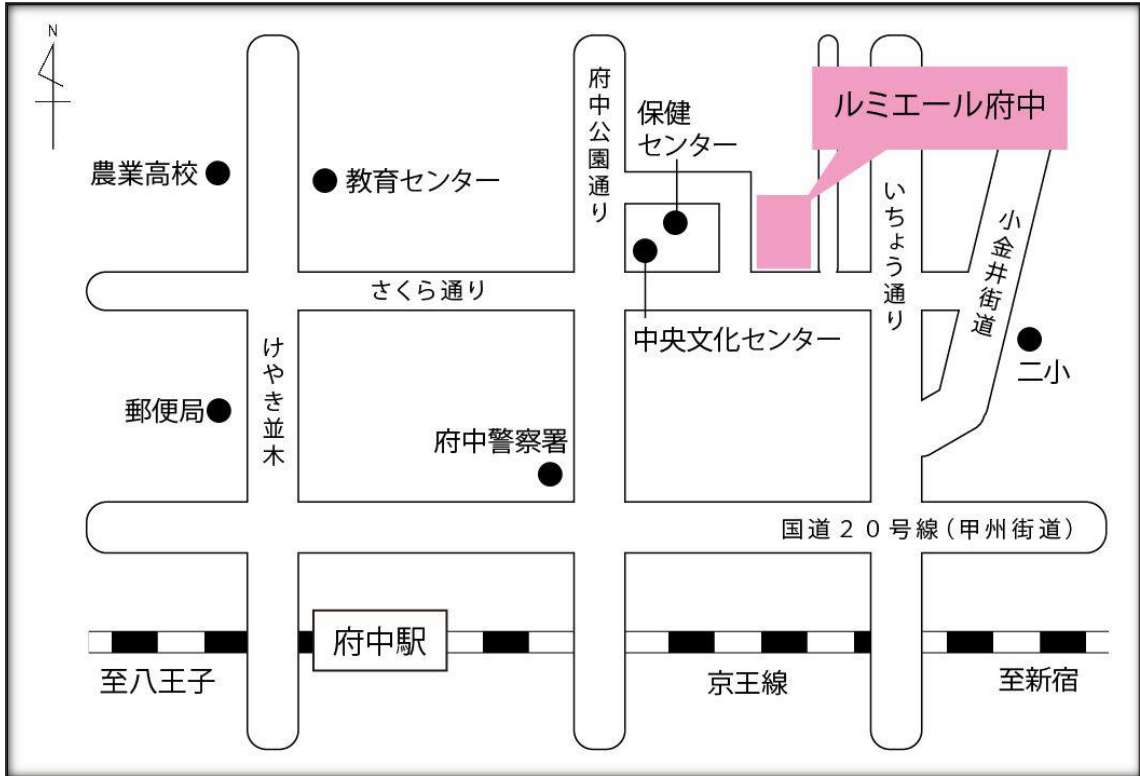 N
府中公園通り
保健
センター
ルミエール府中
農業高校
教育センター
いちょう通り
小金井街道
さくら通り
中央文化センター
二小
けやき並木
郵便局
府中警察署
国道20号線(甲州街道)
府中駅
至八王子
京王線
至新宿